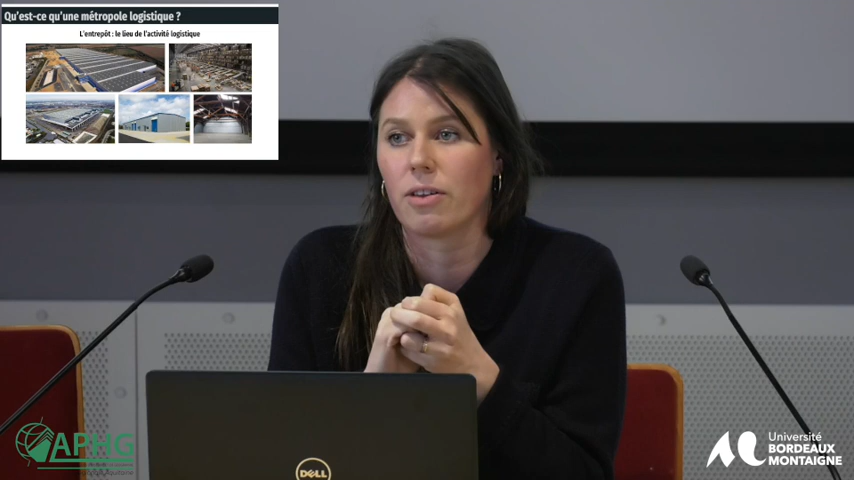 Qu'est-ce qu'une métropole logistique ?
L'entrepôt : le lieu de l'activité logistique
DELL
APHG
Université
BORDEAUX
MONTAIGNE